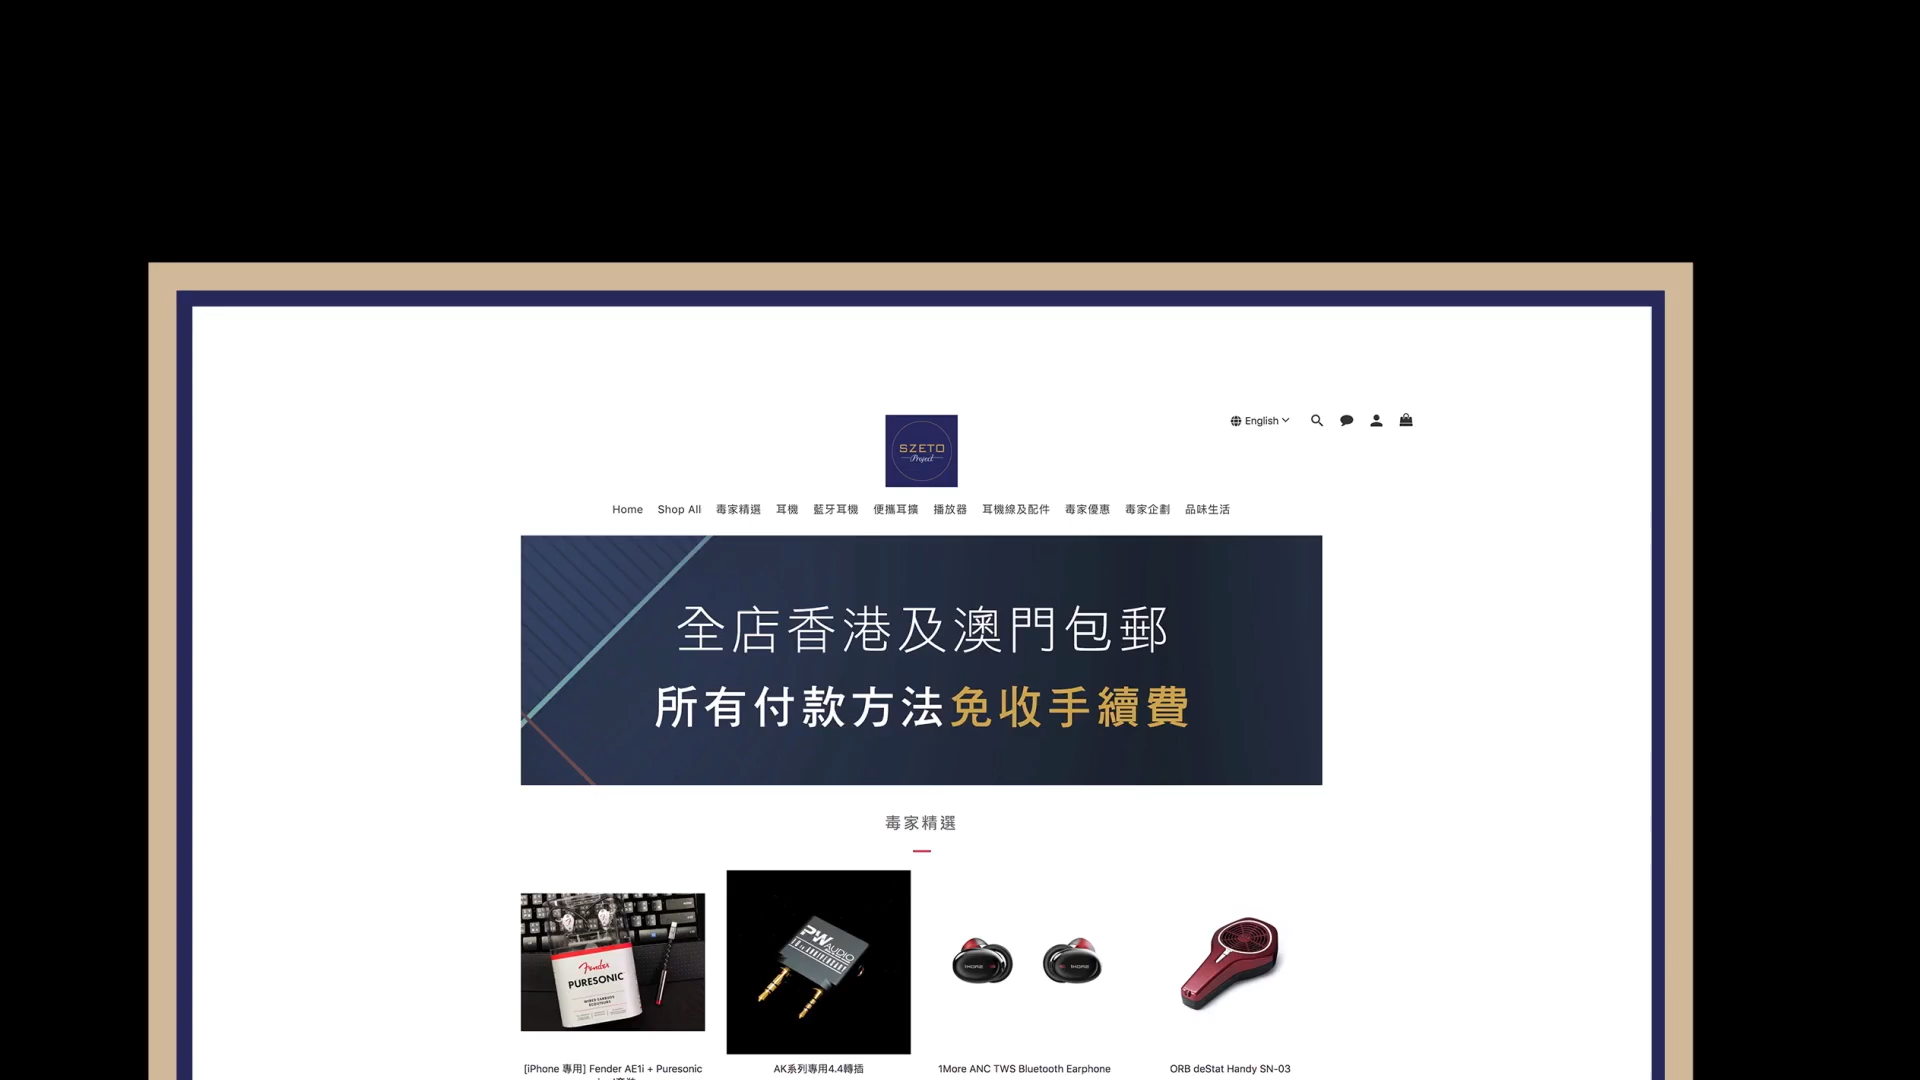 English
SZETO
Project
Home Shop All 毒家精選 耳機 藍牙耳機 便攜耳擴 播放器 耳機線及配件 毒家優惠 毒家企劃 品味生活
全店香港及澳門包郵
所有付款方法免收手續費
毒家精選
Fender
PURESONIC
WIRED EARBUDS
PW AUDIO
10th ANNIVERSARY
1MORE 1MORE
[iPhone 專用] Fender AE1i + Puresonic
AK系列專用4.4轉插
1More ANC TWS Bluetooth Earphone
ORB deStat Handy SN-03